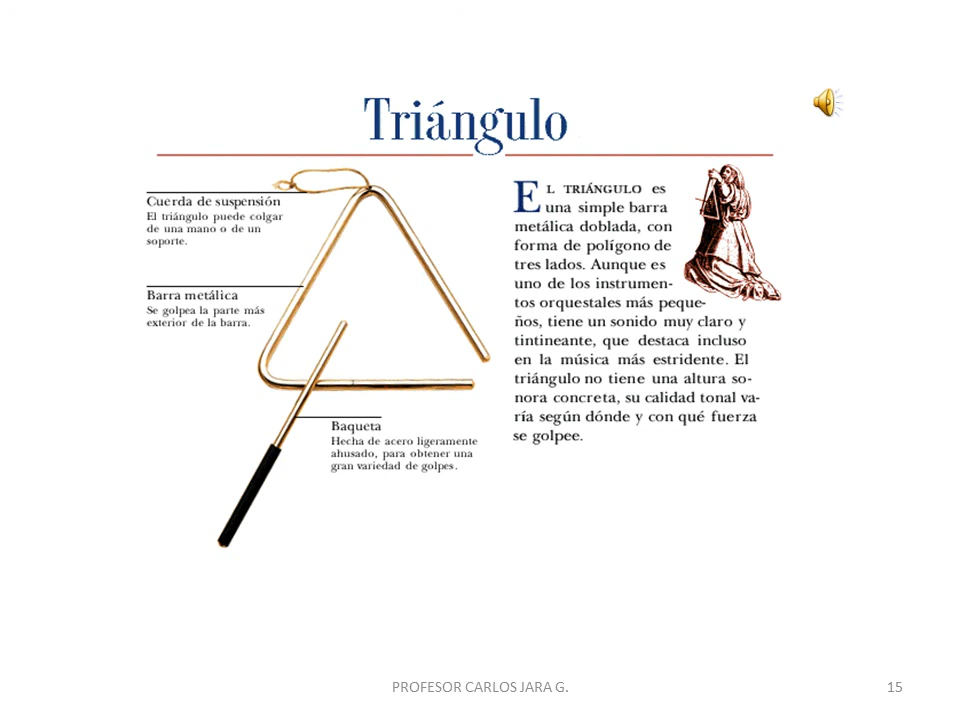 Triángulo
Cuerda de suspensión
El triángulo puede colgar
de una mano o de un
soporte.
Barra metálica
Se golpea la parte más
exterior de la barra.
Baqueta
Hecha de acero ligeramente
ahusado, para obtener una
gran variedad de golpes.
EL TRIÁNGULO es
una simple barra
metálica doblada, con
forma de polígono de
tres lados. Aunque es
uno de los instrumen-
tos orquestales más peque-
ños, tiene un sonido muy claro y
tintineante, que destaca incluso
en la música más estridente. El
triángulo no tiene una altura so-
nora concreta, su calidad tonal va-
ría según dónde y con qué fuerza
se golpee.
PROFESOR CARLOS JARA G.
15